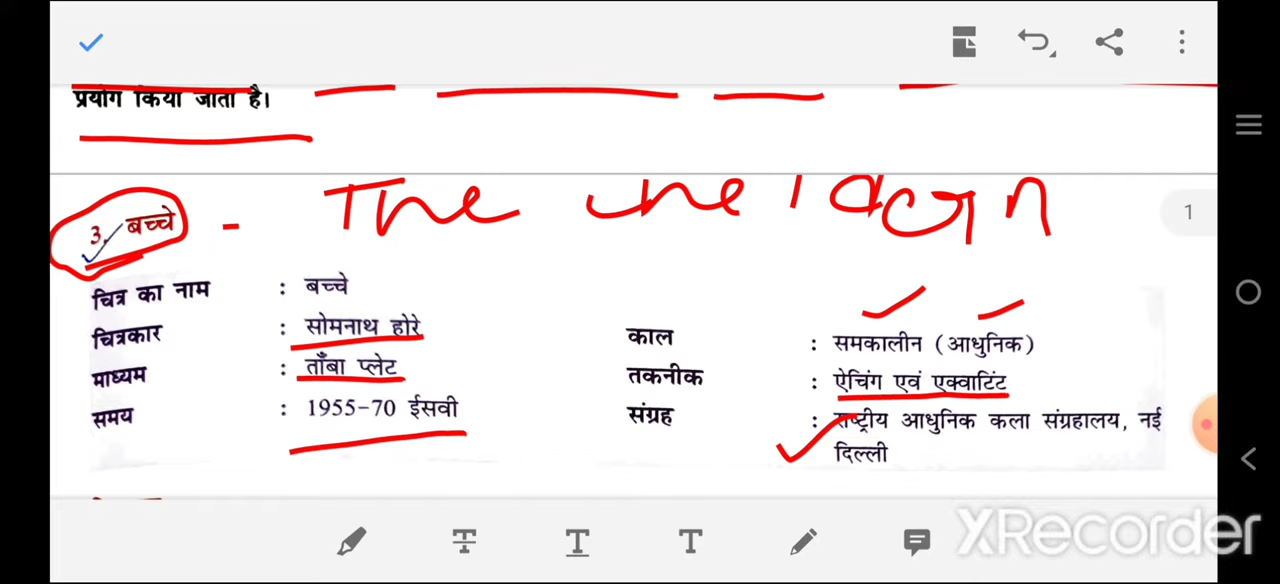 प्रयोग किया जाता है।
1
3. बच्चे - The
चित्र का नाम : बच्चे
चित्रकार : सोमनाथ होरे
माध्यम : ताँबा प्लेट
समय : 1955-70 ईसवी
काल : समकालीन (आधुनिक)
तकनीक : ऐचिंग एवं एक्वाटिंट
संग्रह : राष्ट्रीय आधुनिक कला संग्रहालय, नई
दिल्ली
XRecorder